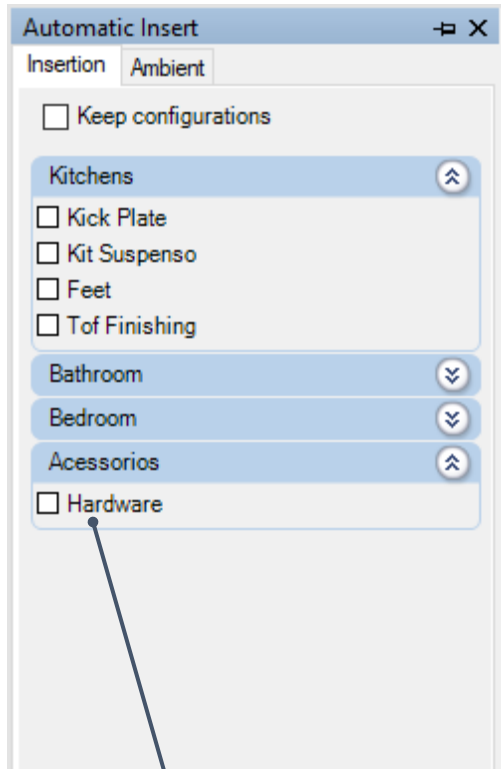 Automatic Insert
Insertion Ambient
Keep configurations
Kitchens
Kick Plate
Kit Suspenso
Feet
Tof Finishing
Bathroom
Bedroom
Acessorios
Hardware